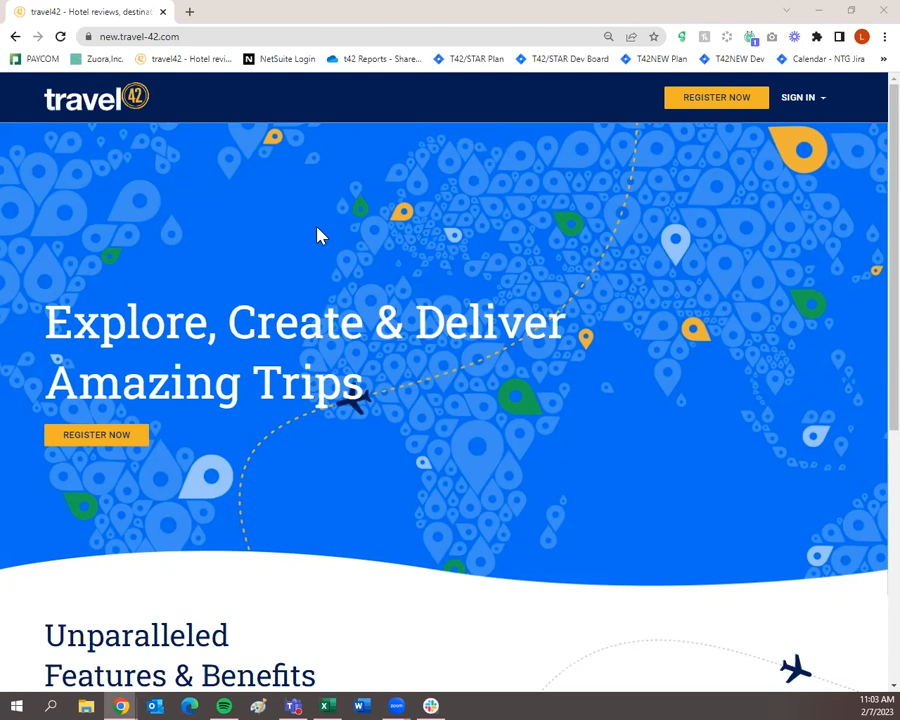 travel42 - Hotel reviews, destinat
new.travel-42.com
PAYCOM
Zuora,Inc.
travel42 - Hotel revi...
NetSuite Login
t42 Reports - Share...
T42/STAR Plan
T42/STAR Dev Board
T42NEW Plan
T42NEW Dev
Calendar - NTG Jira
L
travel 42
REGISTER NOW
SIGN IN
Explore, Create & Deliver
Amazing Trips
REGISTER NOW
Unparalleled
Features & Benefits
11:03 AM
2/7/2023